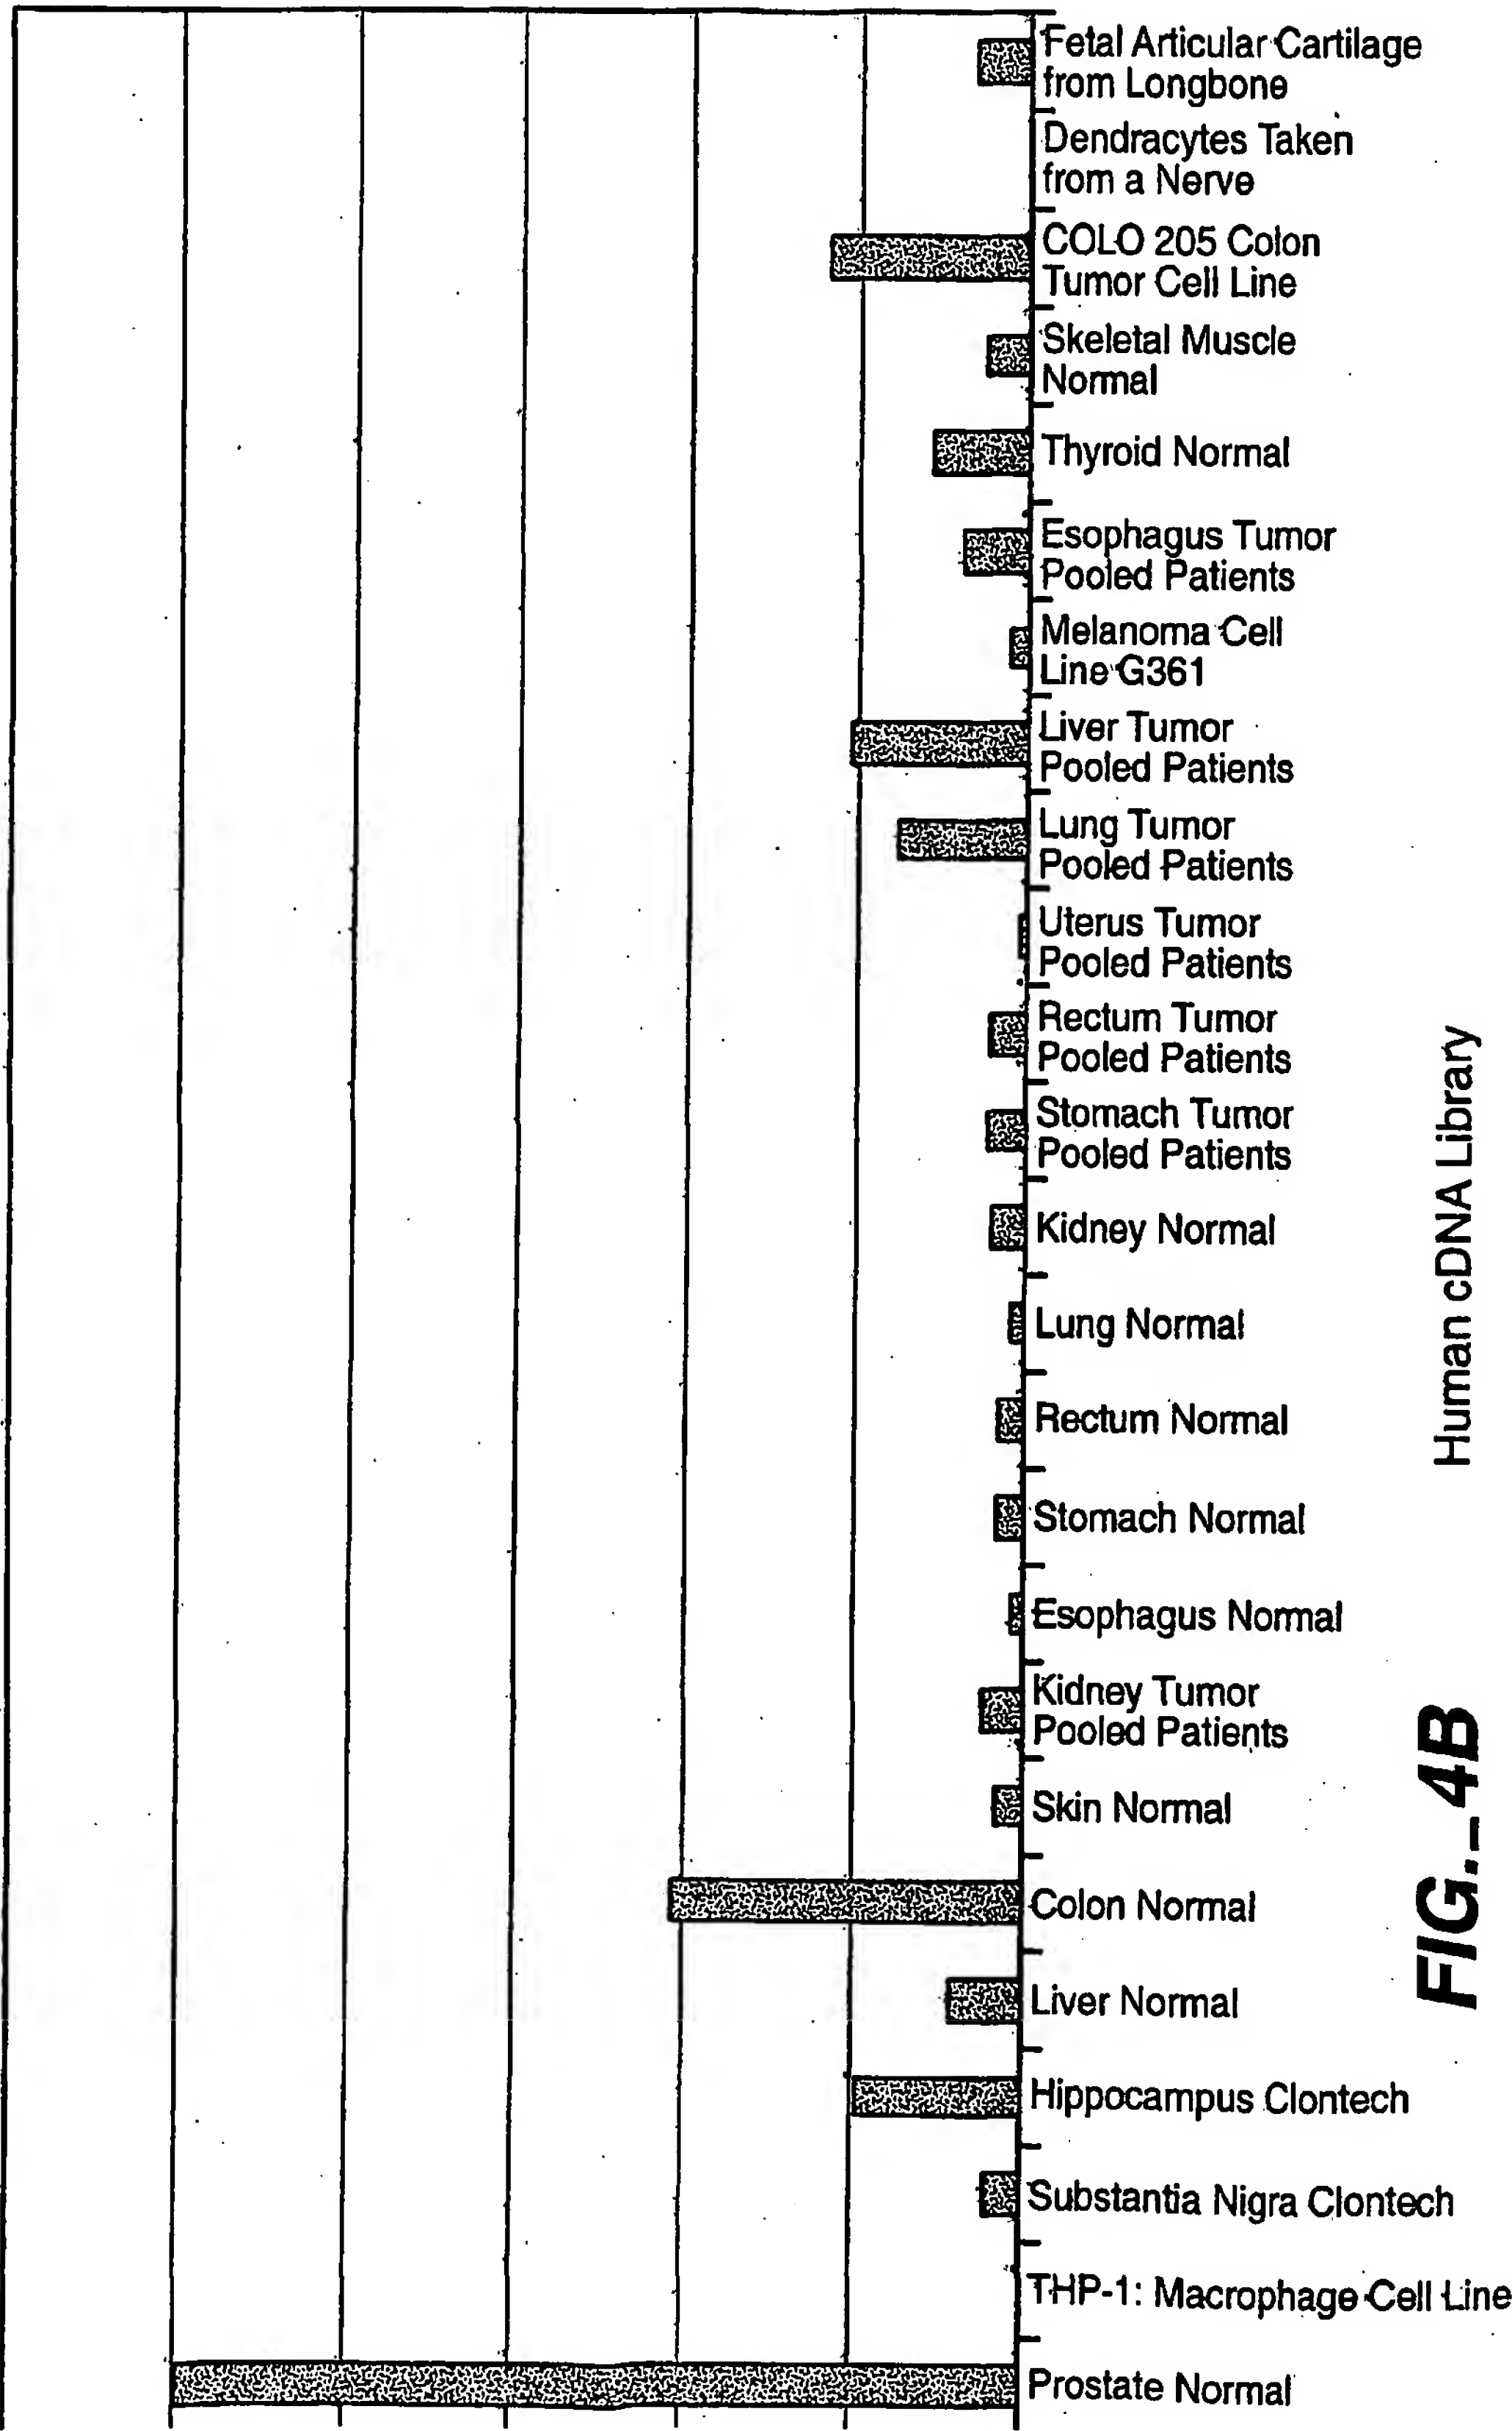 Fetal Articular Cartilage
from Longbone
Dendracytes Taken
from a Nerve
COLO 205 Colon
Tumor Cell Line
Skeletal Muscle
Normal
Thyroid Normal
Esophagus Tumor
Pooled Patients
Melanoma Cell
Line G361
Liver Tumor
Pooled Patients
Lung Tumor
Pooled Patients
Uterus Tumor
Pooled Patients
Rectum Tumor
Pooled Patients
Stomach Tumor
Pooled Patients
Kidney Normal
Lung Normal
Rectum Normal
Stomach Normal
Esophagus Normal
Kidney Tumor
Pooled Patients
Skin Normal
Colon Normal
Liver Normal
Hippocampus Clontech
Substantia Nigra Clontech
THP-1: Macrophage Cell Line
Prostate Normal
Human cDNA Library
FIG._4B